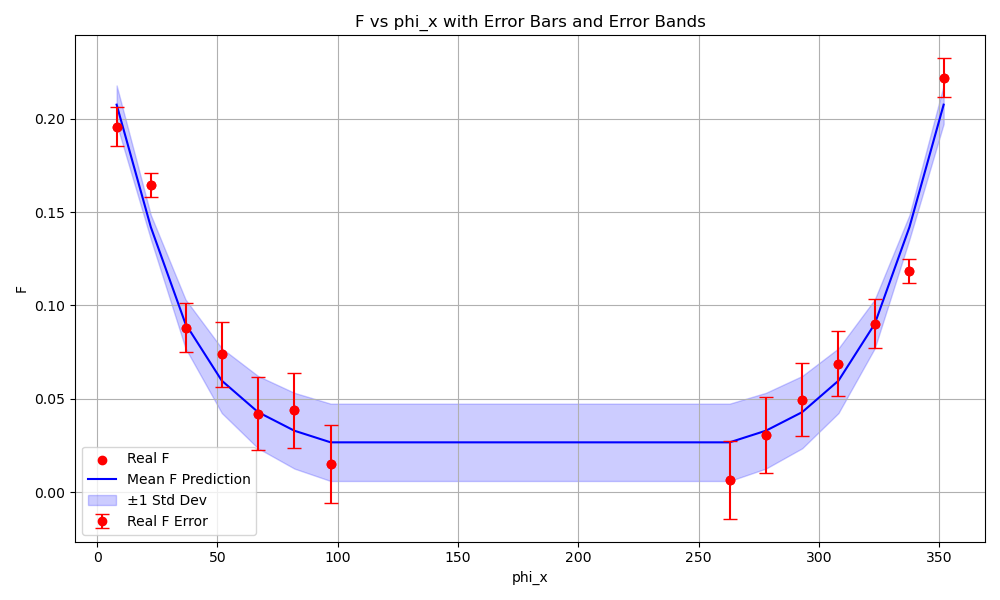 F vs phi_x with Error Bars and Error Bands
F
0.20
0.15
0.10
0.05
0.00
Real F
Mean F Prediction
±1 Std Dev
Real F Error
0 50 100 150 200 250 300 350
phi_x